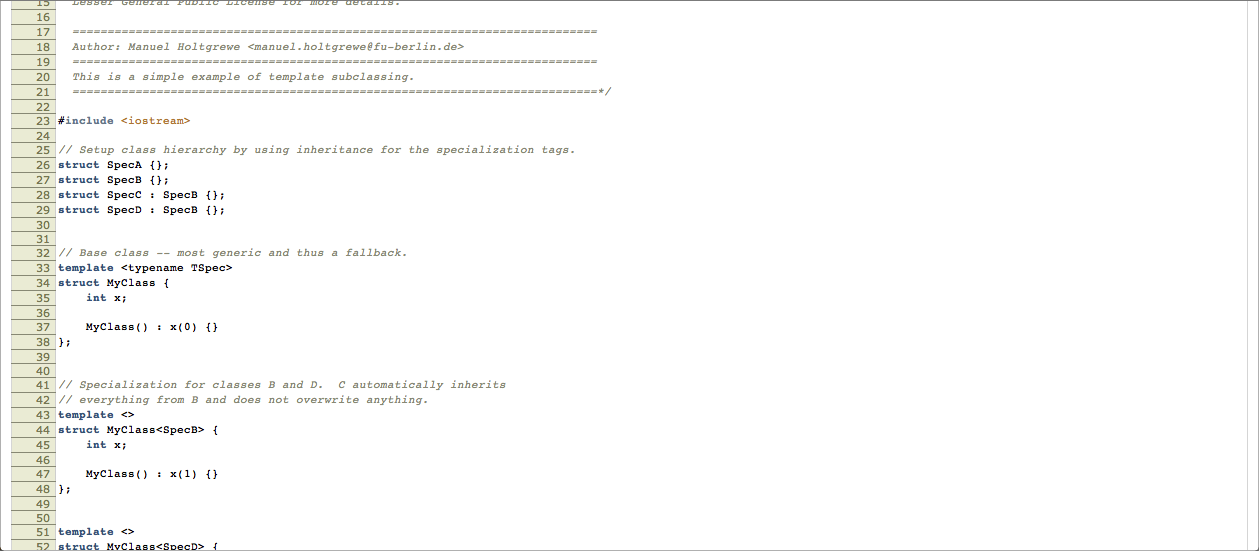 15 Lesser General Public License for more details.
16
17 ===========================================================================
18 Author: Manuel Holtgrewe <manuel.holtgrewe@fu-berlin.de>
19 ===========================================================================
20 This is a simple example of template subclassing.
21 ===========================================================================*/
22
23 #include <iostream>
24
25 // Setup class hierarchy by using inheritance for the specialization tags.
26 struct SpecA {};
27 struct SpecB {};
28 struct SpecC : SpecB {};
29 struct SpecD : SpecB {};
30
31
32 // Base class -- most generic and thus a fallback.
33 template <typename TSpec>
34 struct MyClass {
35     int x;
36
37     MyClass() : x(0) {}
38 };
39
40
41 // Specialization for classes B and D.  C automatically inherits
42 // everything from B and does not overwrite anything.
43 template <>
44 struct MyClass<SpecB> {
45     int x;
46
47     MyClass() : x(1) {}
48 };
49
50
51 template <>
52 struct MyClass<SpecD> {